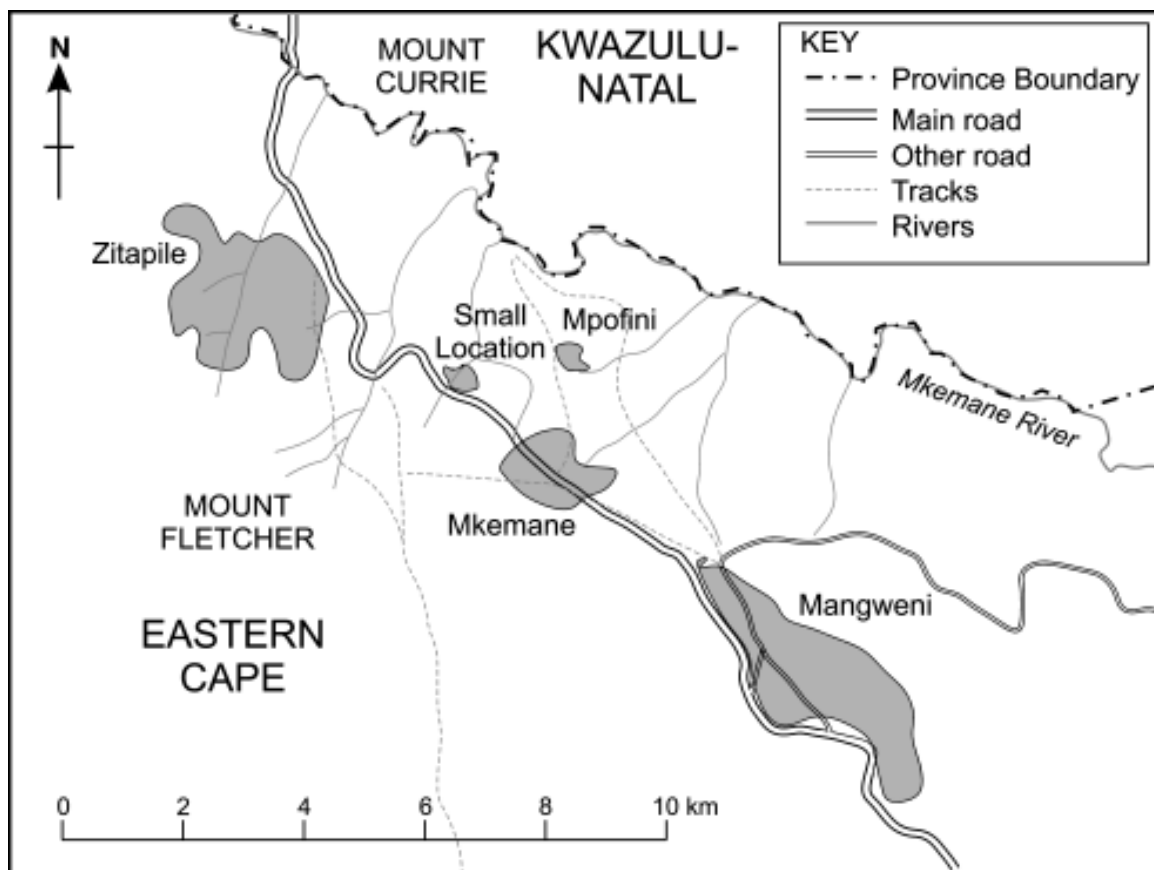 N
MOUNT
CURRIE
KWAZULU-
NATAL
KEY
Province Boundary
Main road
Other road
Tracks
Rivers
Zitapile
Small
Location
Mpofini
Mkemane River
MOUNT
FLETCHER
Mkemane
Mangweni
EASTERN
CAPE
0 2 4 6 8 10 km